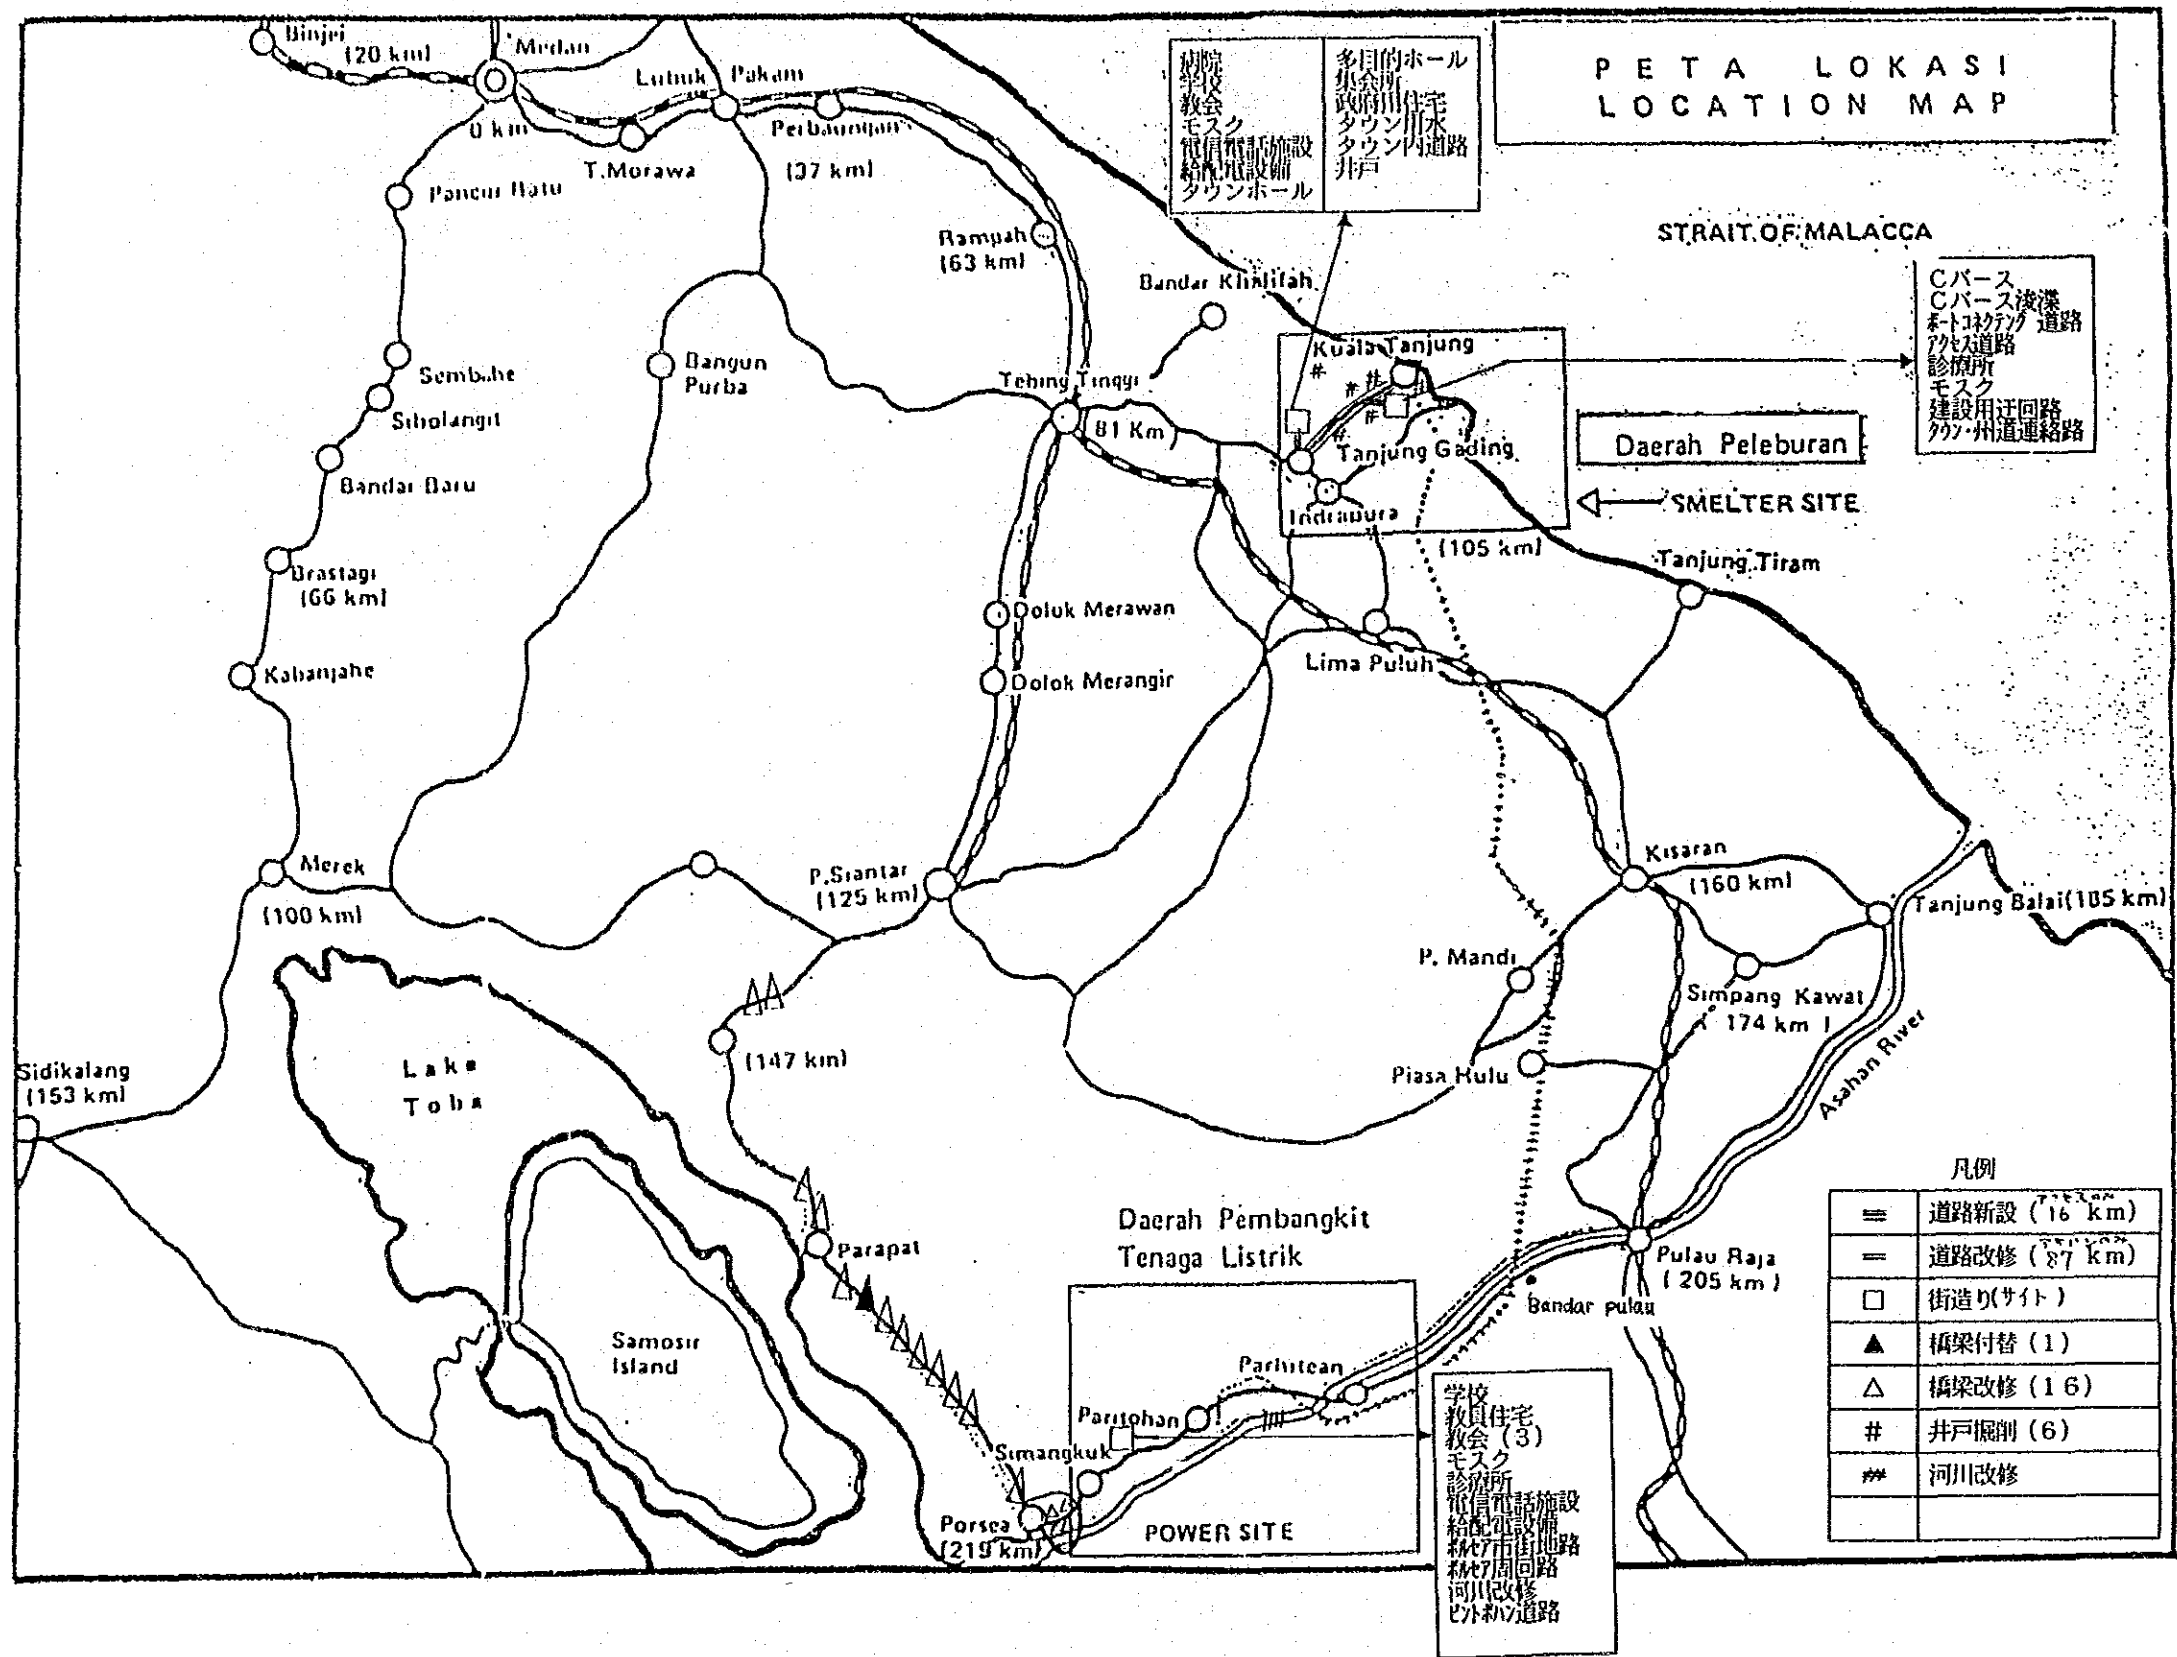 PETA LOKASI
LOCATION MAP
病院
学校
教会
モスク
電信電話施設
給配電設備
タウンホール
多目的ホール
集会所
政府用住宅
タウン用水
タウン内道路
井戸
STRAIT OF MALACCA
Cバース
Cバース浚渫
ポートコネクテング 道路
アクセス道路
診療所
モスク
建設用迂回路
タウン・州道連絡路
Binjei
(20 km)
Medan
0 km
Lubuk Pakam
T.Morawa
Perbaungan
(37 km)
Pancur Batu
Rampah
(63 km)
Bandar Khalifah
Kuala Tanjung
Sembahe
Sibolangit
Bangun
Purba
Tebing Tinggi
(81 Km)
Tanjung Gading
Daerah Peleburan
SMELTER SITE
Bandar Baru
Indrapura
(105 km)
Tanjung Tiram
Brastagi
(66 km)
Doluk Merawan
Lima Puluh
Kabanjahe
Dolok Merangir
Merek
(100 km)
P.Siantar
(125 km)
Kisaran
(160 km)
Tanjung Balai(185 km)
P. Mandi
Simpang Kawat
( 174 km )
Asahan River
Lake
Toba
(147 km)
Piasa Hulu
Sidikalang
(153 km)
Daerah Pembangkit
Tenaga Listrik
Parapat
Pulau Raja
( 205 km )
Bandar pulau
Samosir
Island
Parhitean
Paritohan
Simangkuk
Porsea
(219 km)
POWER SITE
学校
教員住宅
教会 (3)
モスク
診療所
電信電話施設
給配電設備
ポルセア市街地路
ポルセア周回路
河川改修
ピントポハン道路
凡例
道路新設 ( 16 km)
道路改修 ( 87 km)
街造り(サイト)
橋梁付替 (1)
橋梁改修 (16)
井戸掘削 (6)
河川改修